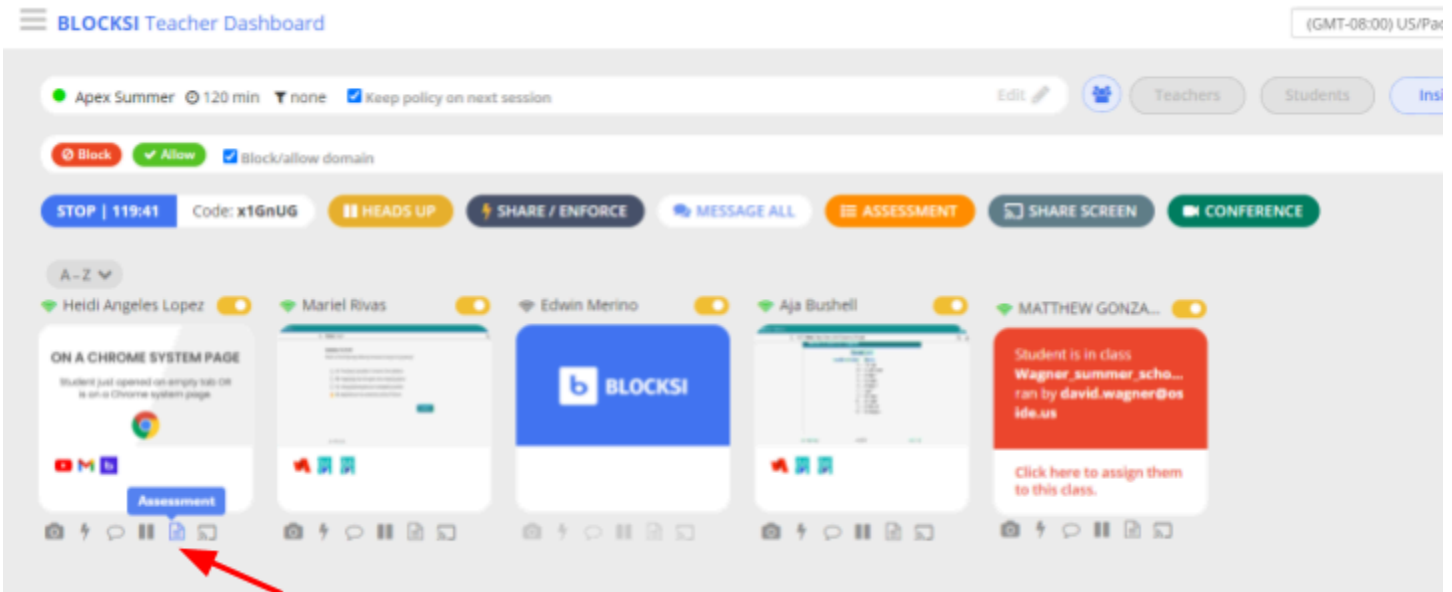 BLOCKSI Teacher Dashboard
(GMT-08:00) US/Pac
Apex Summer 120 min none Keep policy on next session
Edit Teachers Students Insi
Block Allow Block/allow domain
STOP | 119:41 Code: x1GnUG HEADS UP SHARE / ENFORCE MESSAGE ALL ASSESSMENT SHARE SCREEN CONFERENCE
A-Z
Heidi Angeles Lopez Mariel Rivas Edwin Merino Aja Bushell MATTHEW GONZA...
ON A CHROME SYSTEM PAGE
Student just opened an empty tab OR
is on a Chrome system page
b BLOCKSI
Student is in class
Wagner_summer_scho...
ran by david.wagner@os
ide.us
Click here to assign them
to this class.
Assessment